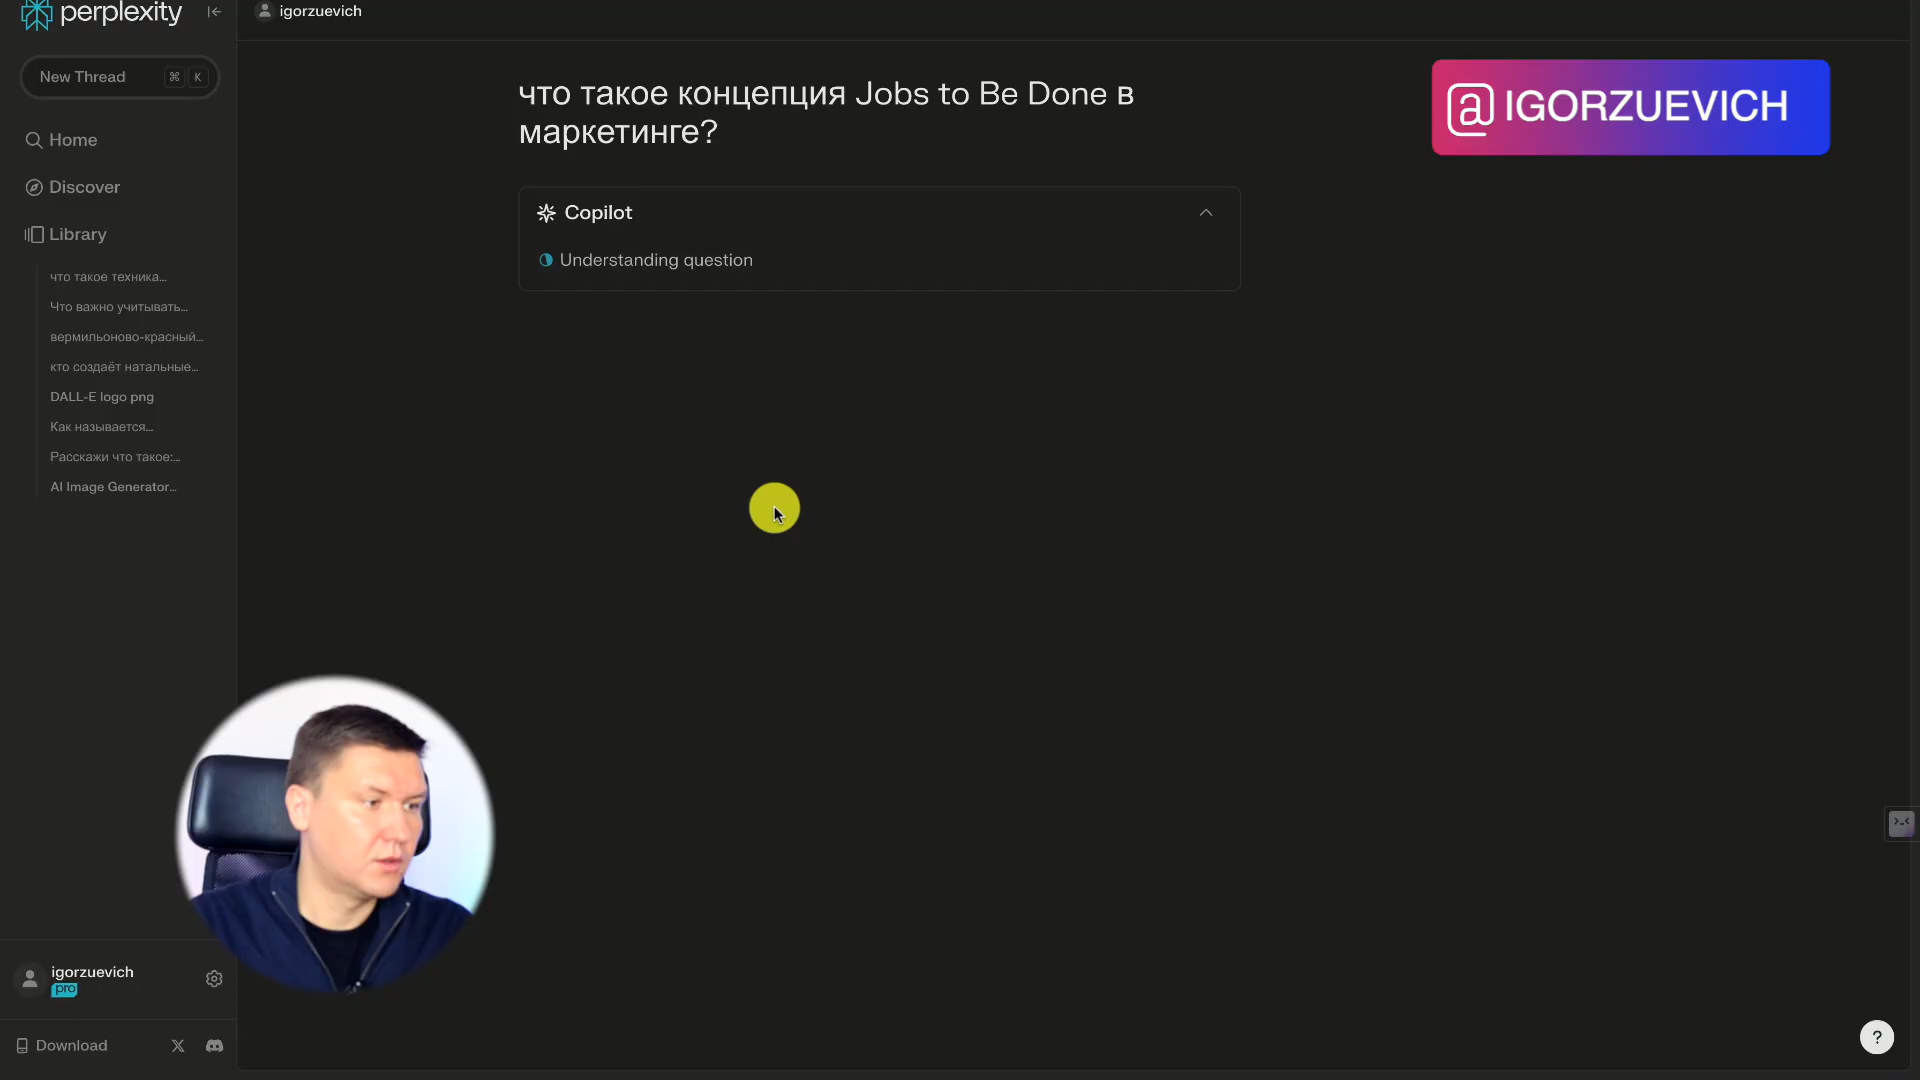 perplexity
igorzuevich
New Thread ⌘ K
Home
Discover
Library
что такое техника...
Что важно учитывать...
вермильоново-красный...
кто создаёт натальные...
DALL-E logo png
Как называется...
Расскажи что такое:...
AI Image Generator...
igorzuevich
pro
Download
что такое концепция Jobs to Be Done в
маркетинге?
Copilot
Understanding question
@IGORZUEVICH
?